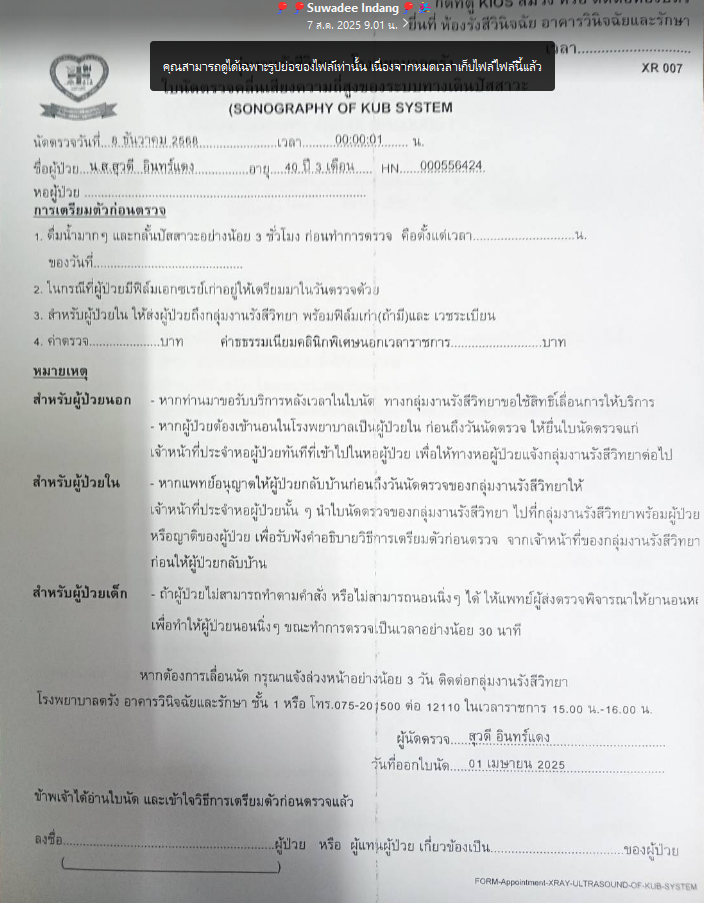 Suwadee Indang
7 ส.ค. 2025 9.01 น.
ยื่นที่ ห้องรังสีวินิจฉัย อาคารวินิจฉัยและรักษา
เวลา
คุณสามารถดูได้เฉพาะรูปย่อของไฟล์เท่านั้น เนื่องจากหมดเวลาเก็บไฟล์ไฟล์นี้แล้ว
XR 007
ใบนัดตรวจคลื่นเสียงความถี่สูงของระบบทางเดินปัสสาวะ
(SONOGRAPHY OF KUB SYSTEM
นัดตรวจวันที่...8 ธันวาคม 2568...เวลา...00:00:01...น.
ชื่อผู้ป่วย...น.ส.สุวดี อินทร์แดง...อายุ...40 ปี 3 เดือน...HN...000556424
หอผู้ป่วย
การเตรียมตัวก่อนตรวจ
1. ดื่มน้ำมากๆ และกลั้นปัสสาวะอย่างน้อย 3 ชั่วโมง ก่อนทำการตรวจ คือตั้งแต่เวลา...น.
ของวันที่
2. ในกรณีที่ผู้ป่วยมีฟิล์มเอกซเรย์เก่าอยู่ให้เตรียมมาในวันตรวจด้วย
3. สำหรับผู้ป่วยใน ให้ส่งผู้ป่วยถึงกลุ่มงานรังสีวิทยา พร้อมฟิล์มเก่า(ถ้ามี)และ เวชระเบียน
4. ค่าตรวจ...บาท ค่าธรรมเนียมคลินิกพิเศษนอกเวลาราชการ...บาท
หมายเหตุ
สำหรับผู้ป่วยนอก - หากท่านมาขอรับบริการหลังเวลาในใบนัด ทางกลุ่มงานรังสีวิทยาขอใช้สิทธิ์เลื่อนการให้บริการ
- หากผู้ป่วยต้องเข้านอนในโรงพยาบาลเป็นผู้ป่วยใน ก่อนถึงวันนัดตรวจ ให้ยื่นใบนัดตรวจแก่
เจ้าหน้าที่ประจำหอผู้ป่วยทันทีที่เข้าไปในหอผู้ป่วย เพื่อให้ทางหอผู้ป่วยแจ้งกลุ่มงานรังสีวิทยาต่อไป
สำหรับผู้ป่วยใน - หากแพทย์อนุญาตให้ผู้ป่วยกลับบ้านก่อนถึงวันนัดตรวจของกลุ่มงานรังสีวิทยาให้
เจ้าหน้าที่ประจำหอผู้ป่วยนั้น ๆ นำใบนัดตรวจของกลุ่มงานรังสีวิทยา ไปที่กลุ่มงานรังสีวิทยาพร้อมผู้ป่วย
หรือญาติของผู้ป่วย เพื่อรับฟังคำอธิบายวิธีการเตรียมตัวก่อนตรวจ จากเจ้าหน้าที่ของกลุ่มงานรังสีวิทยา
ก่อนให้ผู้ป่วยกลับบ้าน
สำหรับผู้ป่วยเด็ก - ถ้าผู้ป่วยไม่สามารถทำตามคำสั่ง หรือไม่สามารถนอนนิ่งๆ ได้ ให้แพทย์ผู้ส่งตรวจพิจารณาให้ยานอนห
เพื่อทำให้ผู้ป่วยนอนนิ่งๆ ขณะทำการตรวจเป็นเวลาอย่างน้อย 30 นาที
หากต้องการเลื่อนนัด กรุณาแจ้งล่วงหน้าอย่างน้อย 3 วัน ติดต่อกลุ่มงานรังสีวิทยา
โรงพยาบาลตรัง อาคารวินิจฉัยและรักษา ชั้น 1 หรือ โทร.075-201500 ต่อ 12110 ในเวลาราชการ 15.00 น.-16.00 น.
ผู้นัดตรวจ...สุวดี อินทร์แดง
วันที่ออกใบนัด...01 เมษายน 2025
ข้าพเจ้าได้อ่านใบนัด และเข้าใจวิธีการเตรียมตัวก่อนตรวจแล้ว
ลงชื่อ...ผู้ป่วย หรือ ผู้แทนผู้ป่วย เกี่ยวข้องเป็น...ของผู้ป่วย
FORM-Appointment-XRAY-ULTRASOUND-OF-KUB-SYSTEM